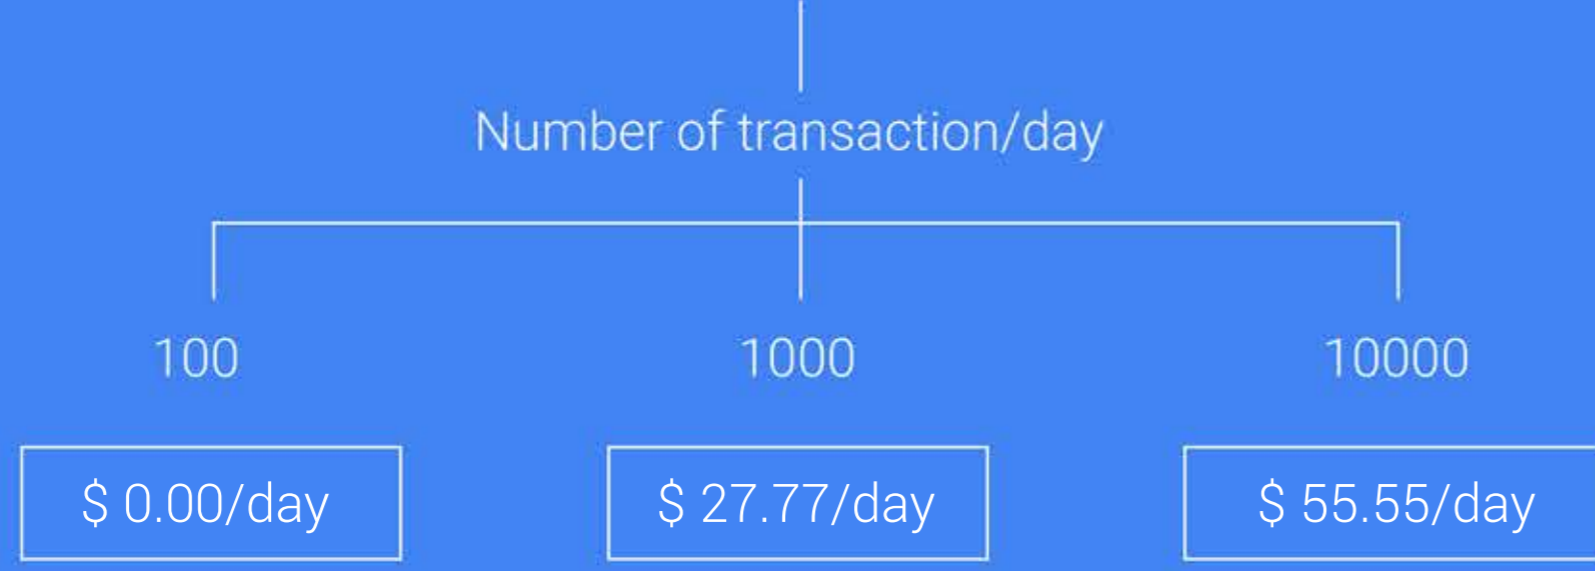 Number of transaction/day
100 1000 10000
$ 0.00/day $ 27.77/day $ 55.55/day